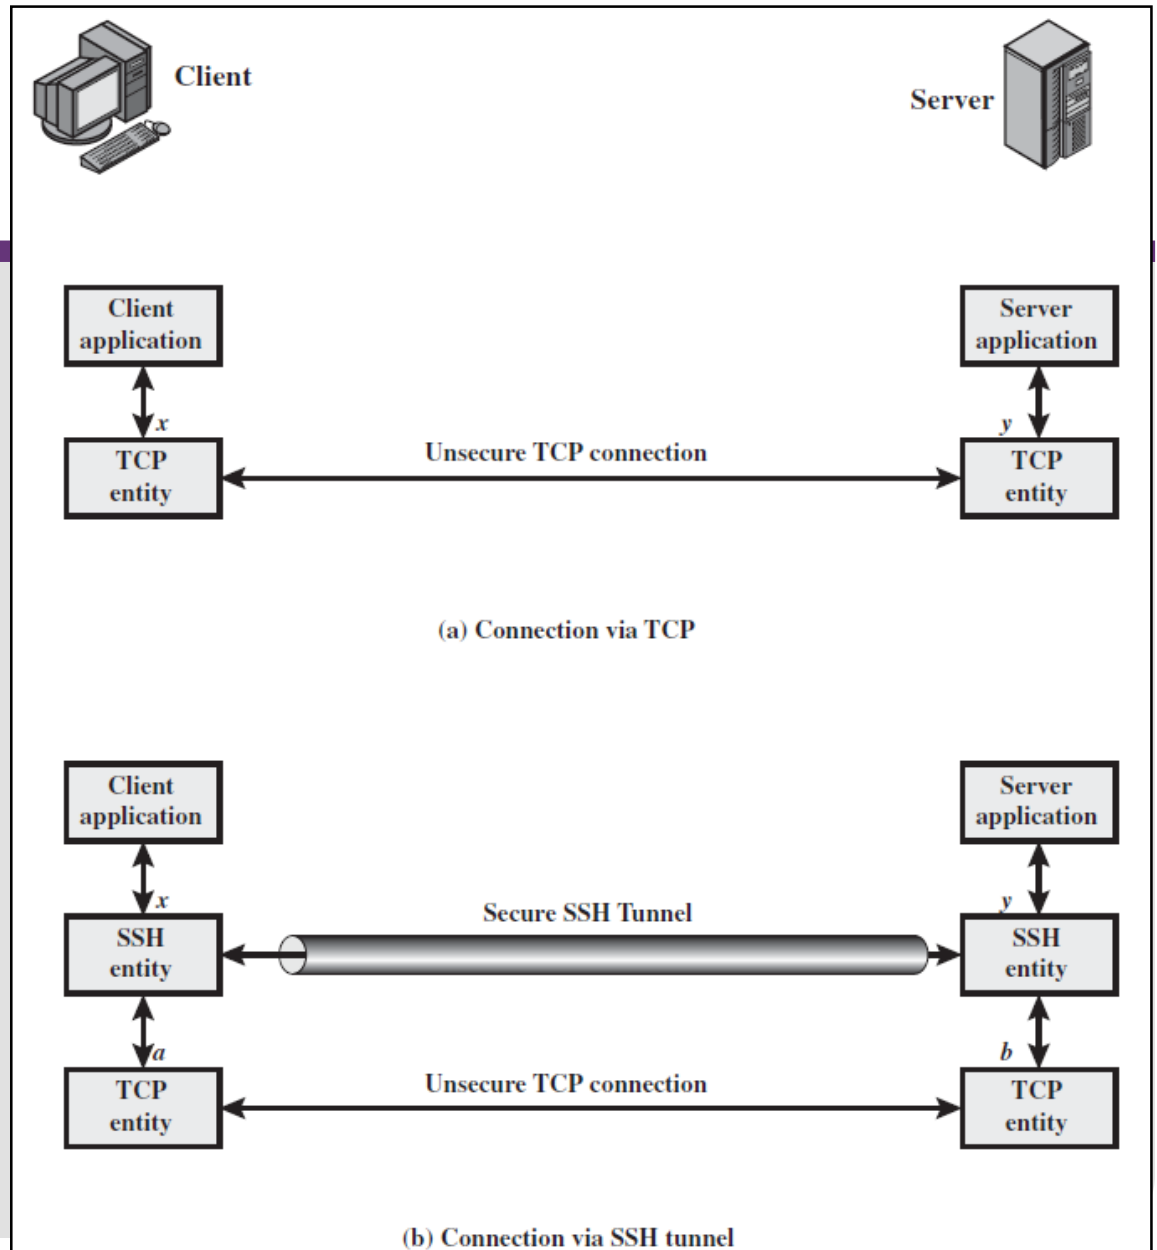 Client
Server
Client
application
Server
application
x
y
TCP
entity
Unsecure TCP connection
TCP
entity
(a) Connection via TCP
Client
application
Server
application
x
y
SSH
entity
Secure SSH Tunnel
SSH
entity
a
b
TCP
entity
Unsecure TCP connection
TCP
entity
(b) Connection via SSH tunnel